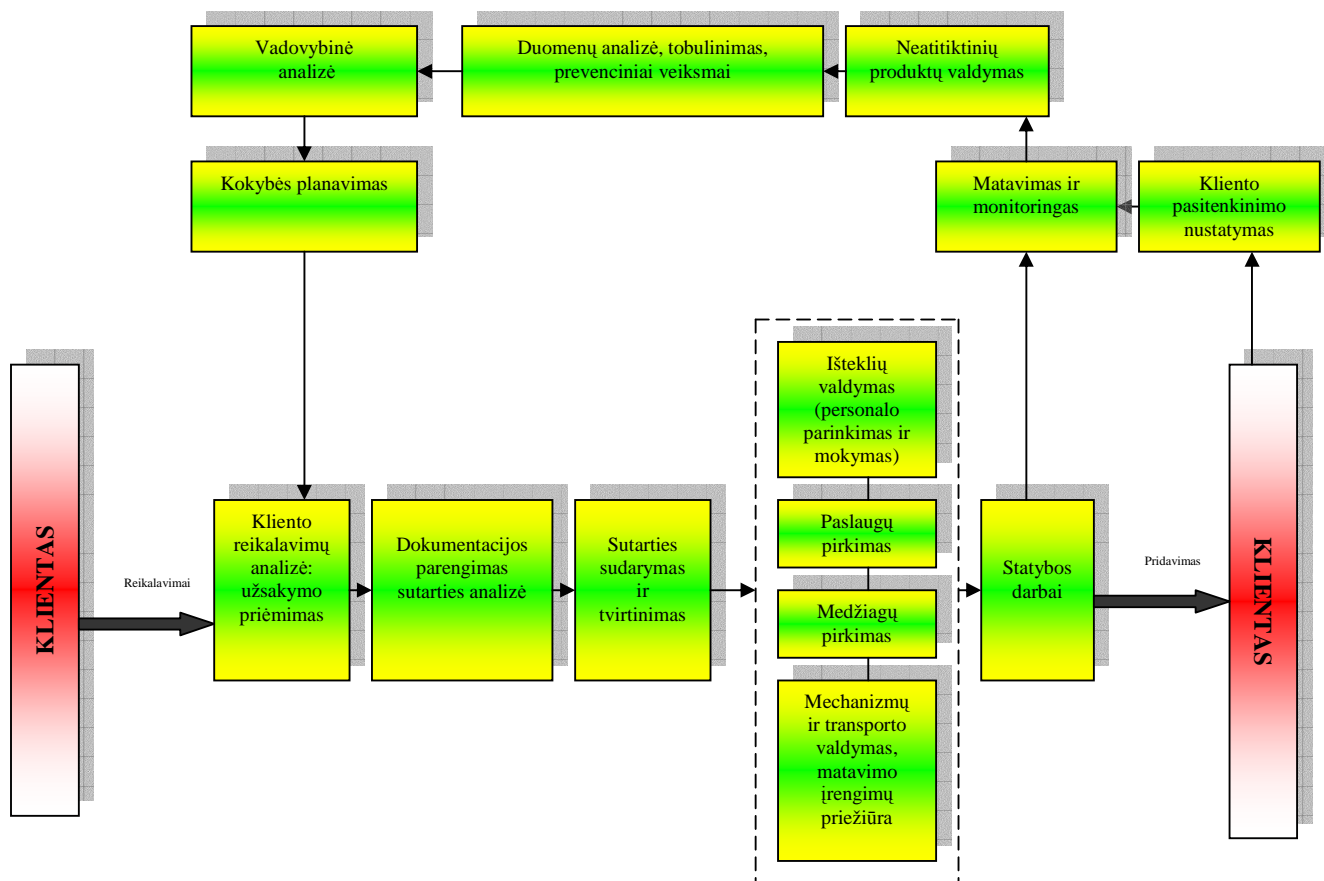 Vadovybinė
analizė
Duomenų analizė, tobulinimas,
prevenciniai veiksmai
Neatitiktinių
produktų valdymas
Kokybės planavimas
Matavimas ir
monitoringas
Kliento
pasitenkinimo
nustatymas
KLIENTAS
Reikalavimai
Kliento
reikalavimų
analizė:
užsakymo
priėmimas
Dokumentacijos
parengimas
sutarties analizė
Sutarties
sudarymas
ir
tvirtinimas
Išteklių
valdymas
(personalo
parinkimas ir
mokymas)
Paslaugų
pirkimas
Medžiagų
pirkimas
Mechanizmų
ir transporto
valdymas,
matavimo
įrengimų
priežiūra
Statybos
darbai
Pridavimas
KLIENTAS